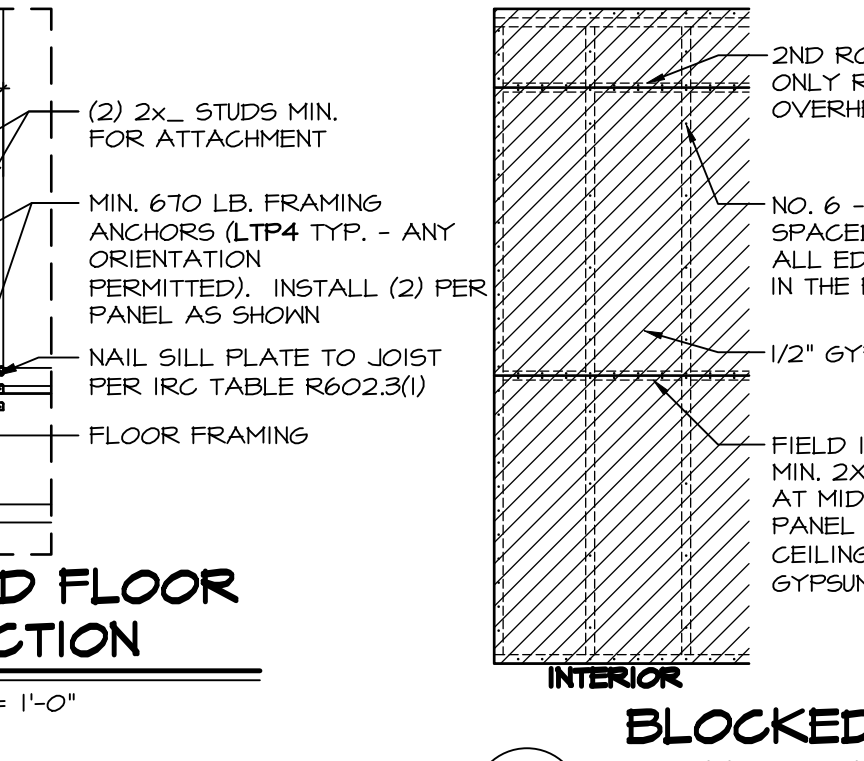 (2) 2x_ STUDS MIN.
FOR ATTACHMENT
MIN. 670 LB. FRAMING
ANCHORS (LTP4 TYP. - ANY
ORIENTATION
PERMITTED). INSTALL (2) PER
PANEL AS SHOWN
NAIL SILL PLATE TO JOIST
PER IRC TABLE R602.3(1)
FLOOR FRAMING
D FLOOR
CTION
= 1'-0"
2ND RO
ONLY R
OVERHE
NO. 6 -
SPACED
ALL ED
IN THE
1/2" GY
FIELD I
MIN. 2X
AT MID
PANEL
CEILING
GYPSUM
INTERIOR
BLOCKED